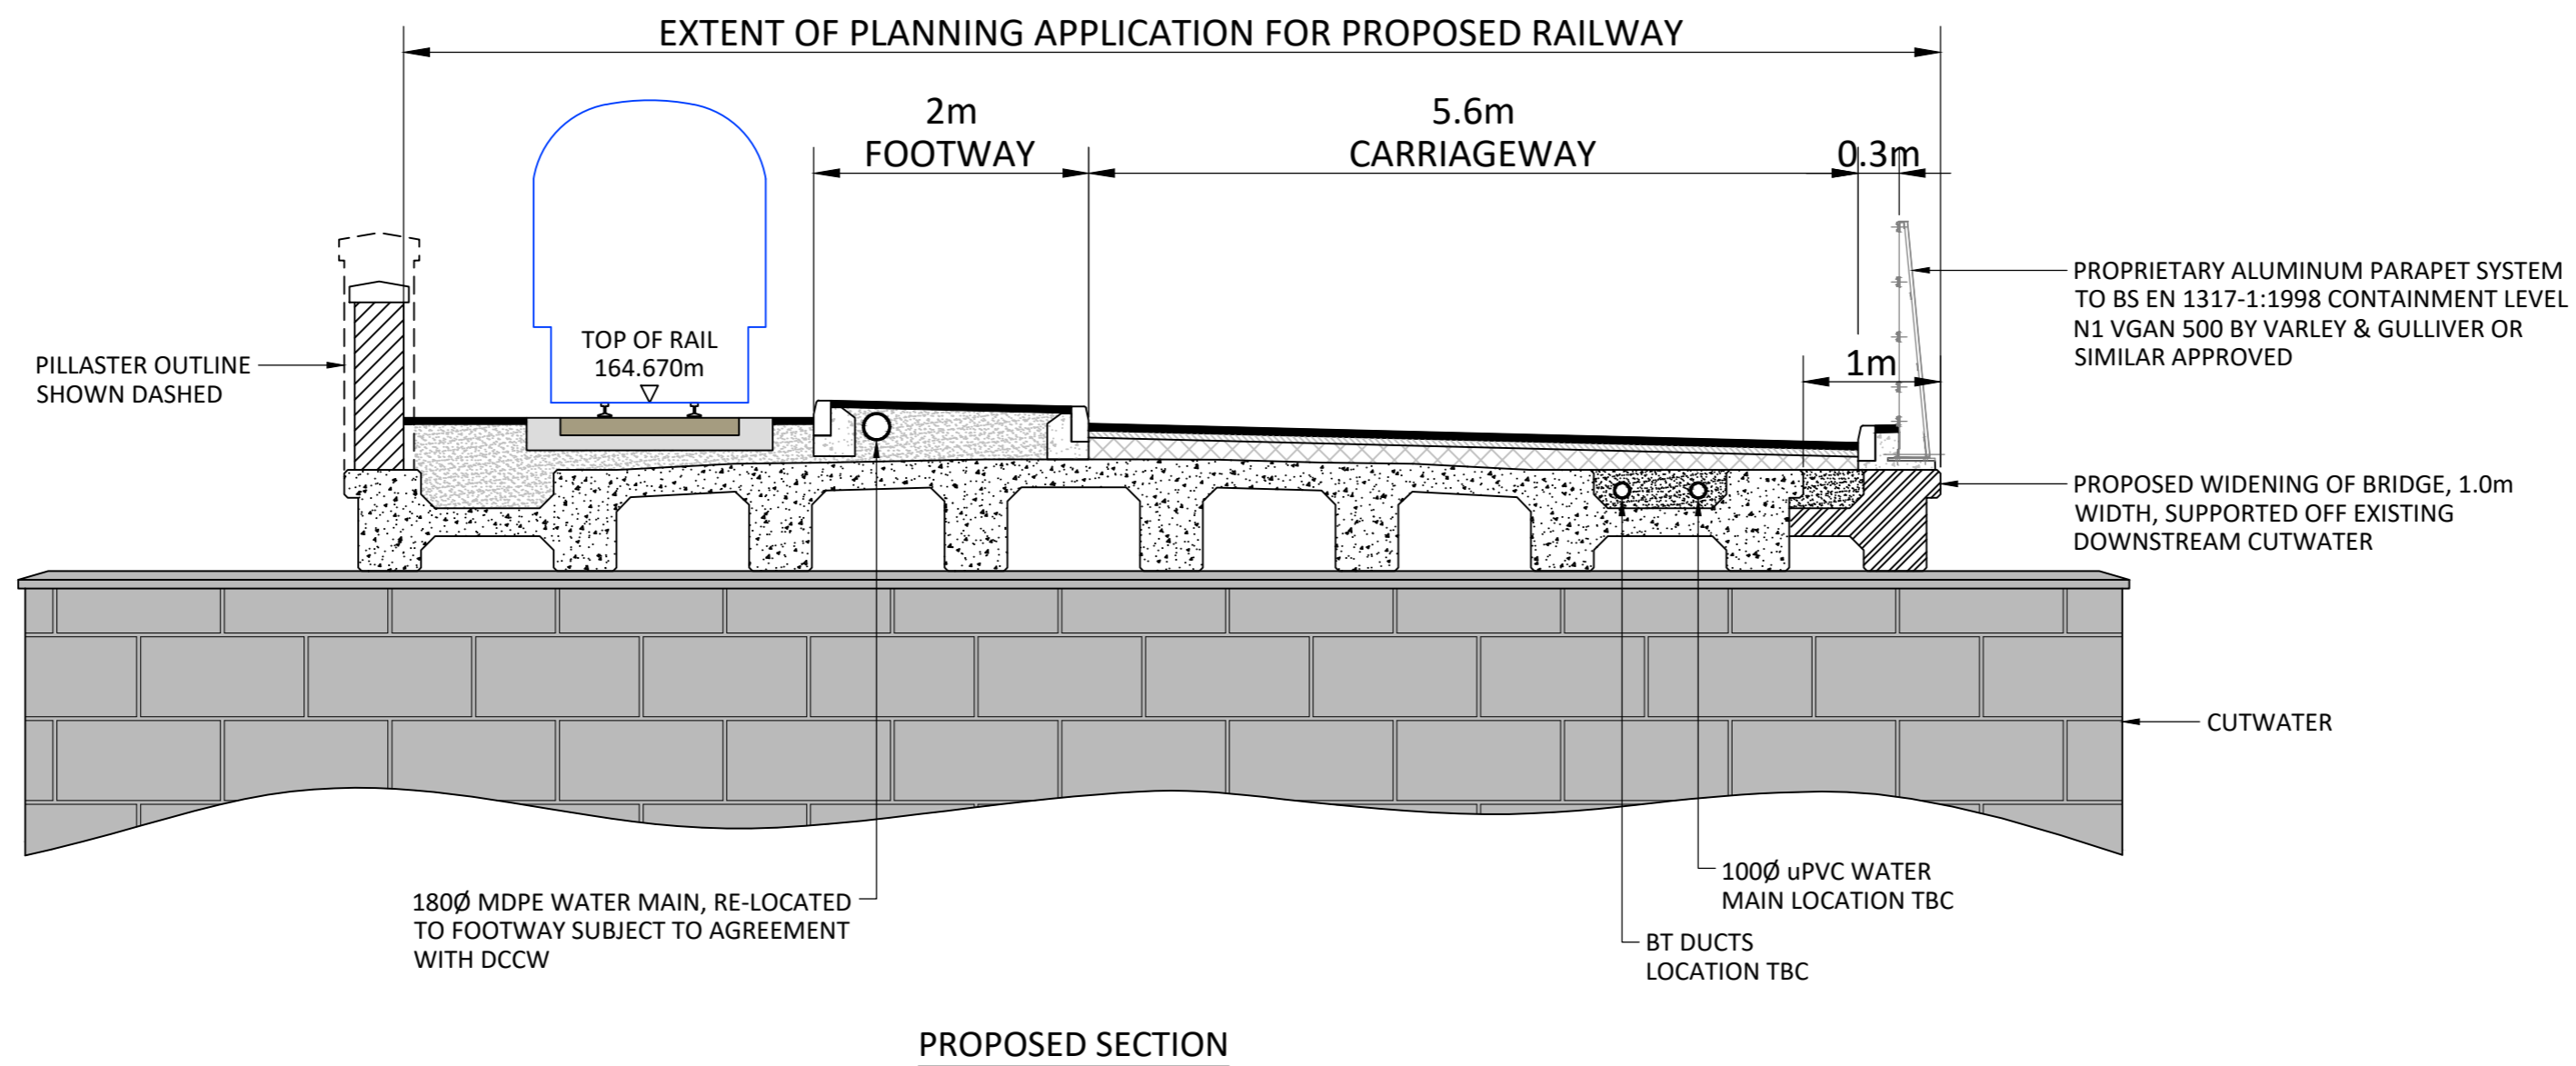 EXTENT OF PLANNING APPLICATION FOR PROPOSED RAILWAY
2m
FOOTWAY
5.6m
CARRIAGEWAY
0.3m
TOP OF RAIL
164.670m
PILLASTER OUTLINE
SHOWN DASHED
PROPRIETARY ALUMINUM PARAPET SYSTEM
TO BS EN 1317-1:1998 CONTAINMENT LEVEL
N1 VGAN 500 BY VARLEY & GULLIVER OR
SIMILAR APPROVED
1m
PROPOSED WIDENING OF BRIDGE, 1.0m
WIDTH, SUPPORTED OFF EXISTING
DOWNSTREAM CUTWATER
CUTWATER
180Ø MDPE WATER MAIN, RE-LOCATED
TO FOOTWAY SUBJECT TO AGREEMENT
WITH DCCW
100Ø uPVC WATER
MAIN LOCATION TBC
BT DUCTS
LOCATION TBC
PROPOSED SECTION